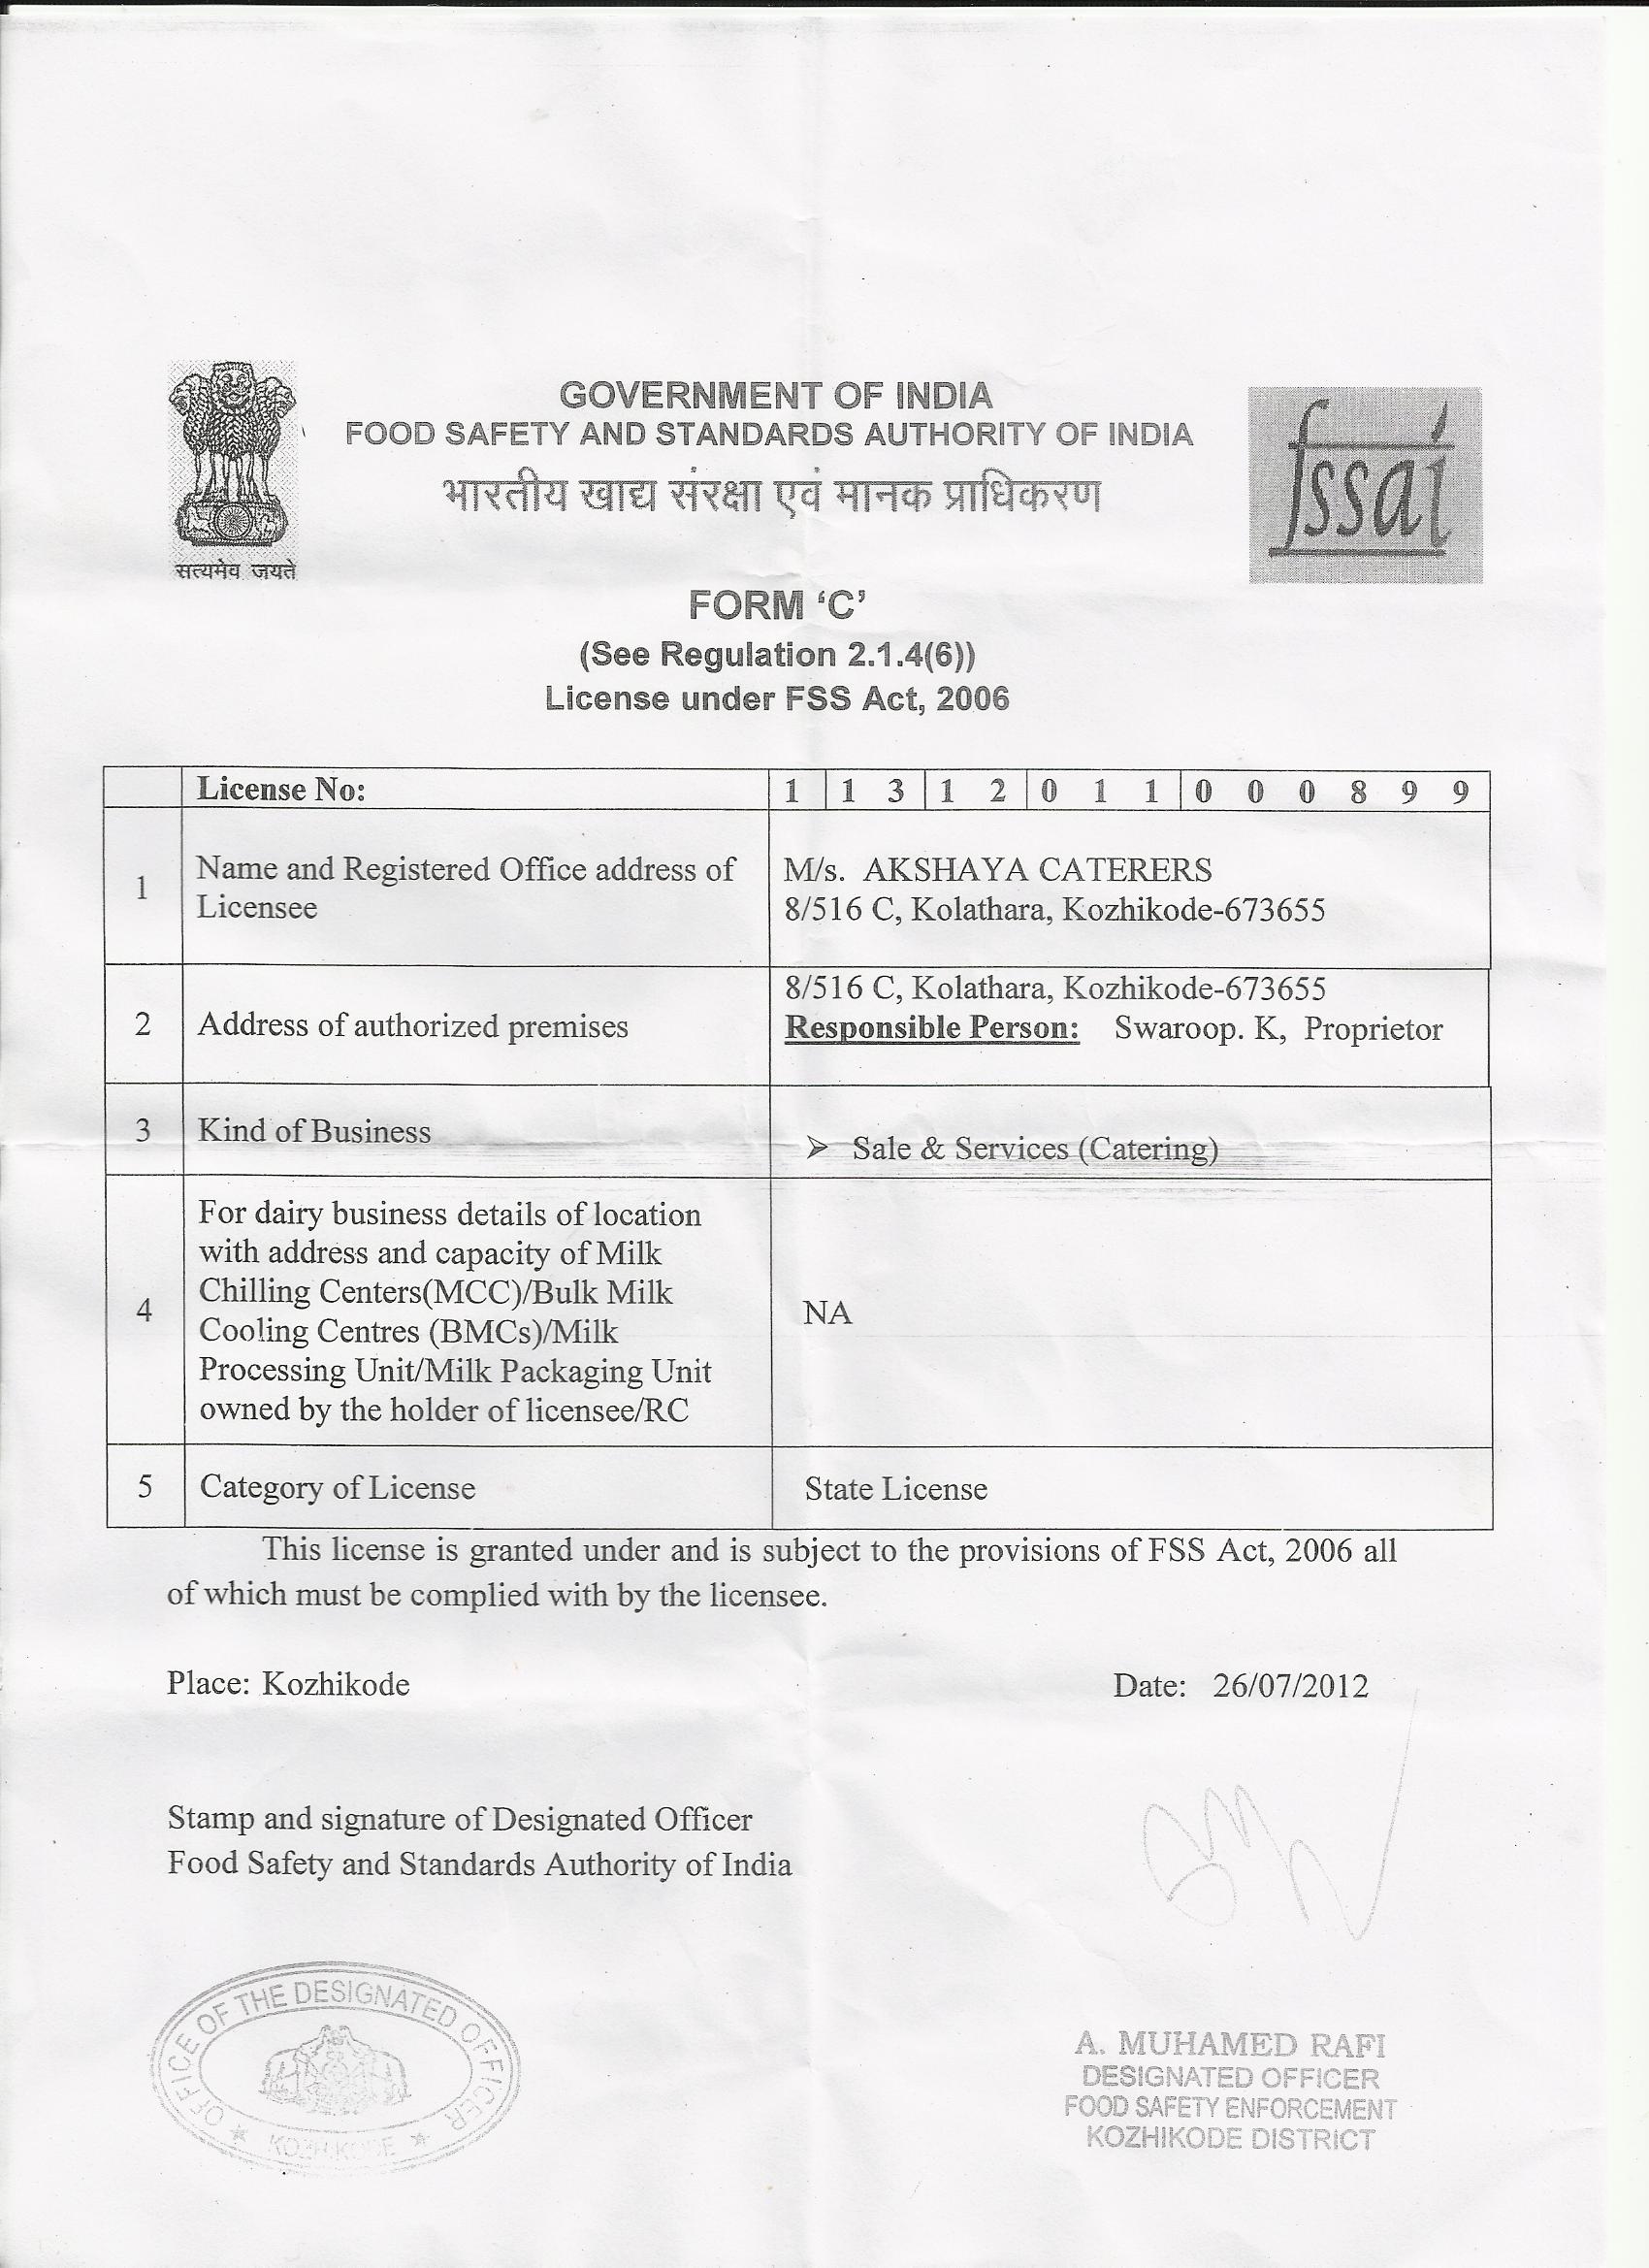 GOVERNMENT OF INDIA
FOOD SAFETY AND STANDARDS AUTHORITY OF INDIA
भारतीय खाद्य संरक्षा एवं मानक प्राधिकरण
सत्यमेव जयते
fssai
FORM ‘C’
(See Regulation 2.1.4(6))
License under FSS Act, 2006
License No: 1 1 3 1 2 0 1 1 0 0 0 8 9 9
1 Name and Registered Office address of
Licensee
M/s. AKSHAYA CATERERS
8/516 C, Kolathara, Kozhikode-673655
2 Address of authorized premises
8/516 C, Kolathara, Kozhikode-673655
Responsible Person: Swaroop. K, Proprietor
3 Kind of Business
➢ Sale & Services (Catering)
4 For dairy business details of location
with address and capacity of Milk
Chilling Centers(MCC)/Bulk Milk
Cooling Centres (BMCs)/Milk
Processing Unit/Milk Packaging Unit
owned by the holder of licensee/RC
NA
5 Category of License
State License
This license is granted under and is subject to the provisions of FSS Act, 2006 all
of which must be complied with by the licensee.
Place: Kozhikode
Date: 26/07/2012
Stamp and signature of Designated Officer
Food Safety and Standards Authority of India
OFFICE OF THE DESIGNATED OFFICER
KOZHIKODE
A. MUHAMED RAFI
DESIGNATED OFFICER
FOOD SAFETY ENFORCEMENT
KOZHIKODE DISTRICT